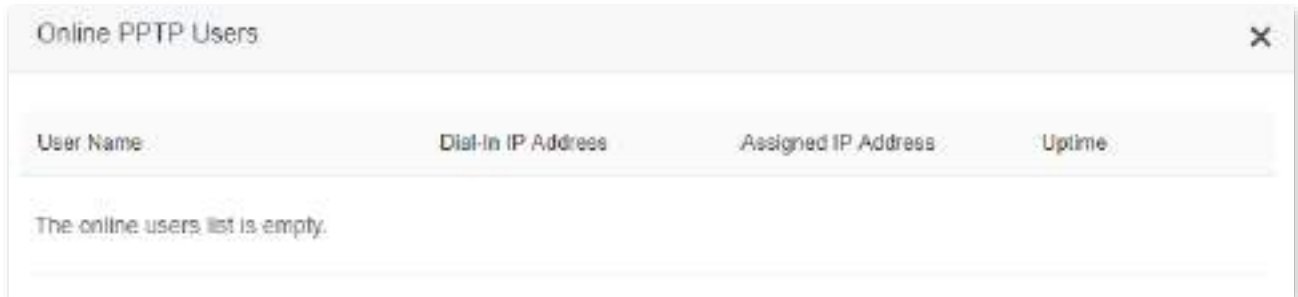 Online PPTP Users
User Name Dial-In IP Address Assigned IP Address Uptime
The online users list is empty.